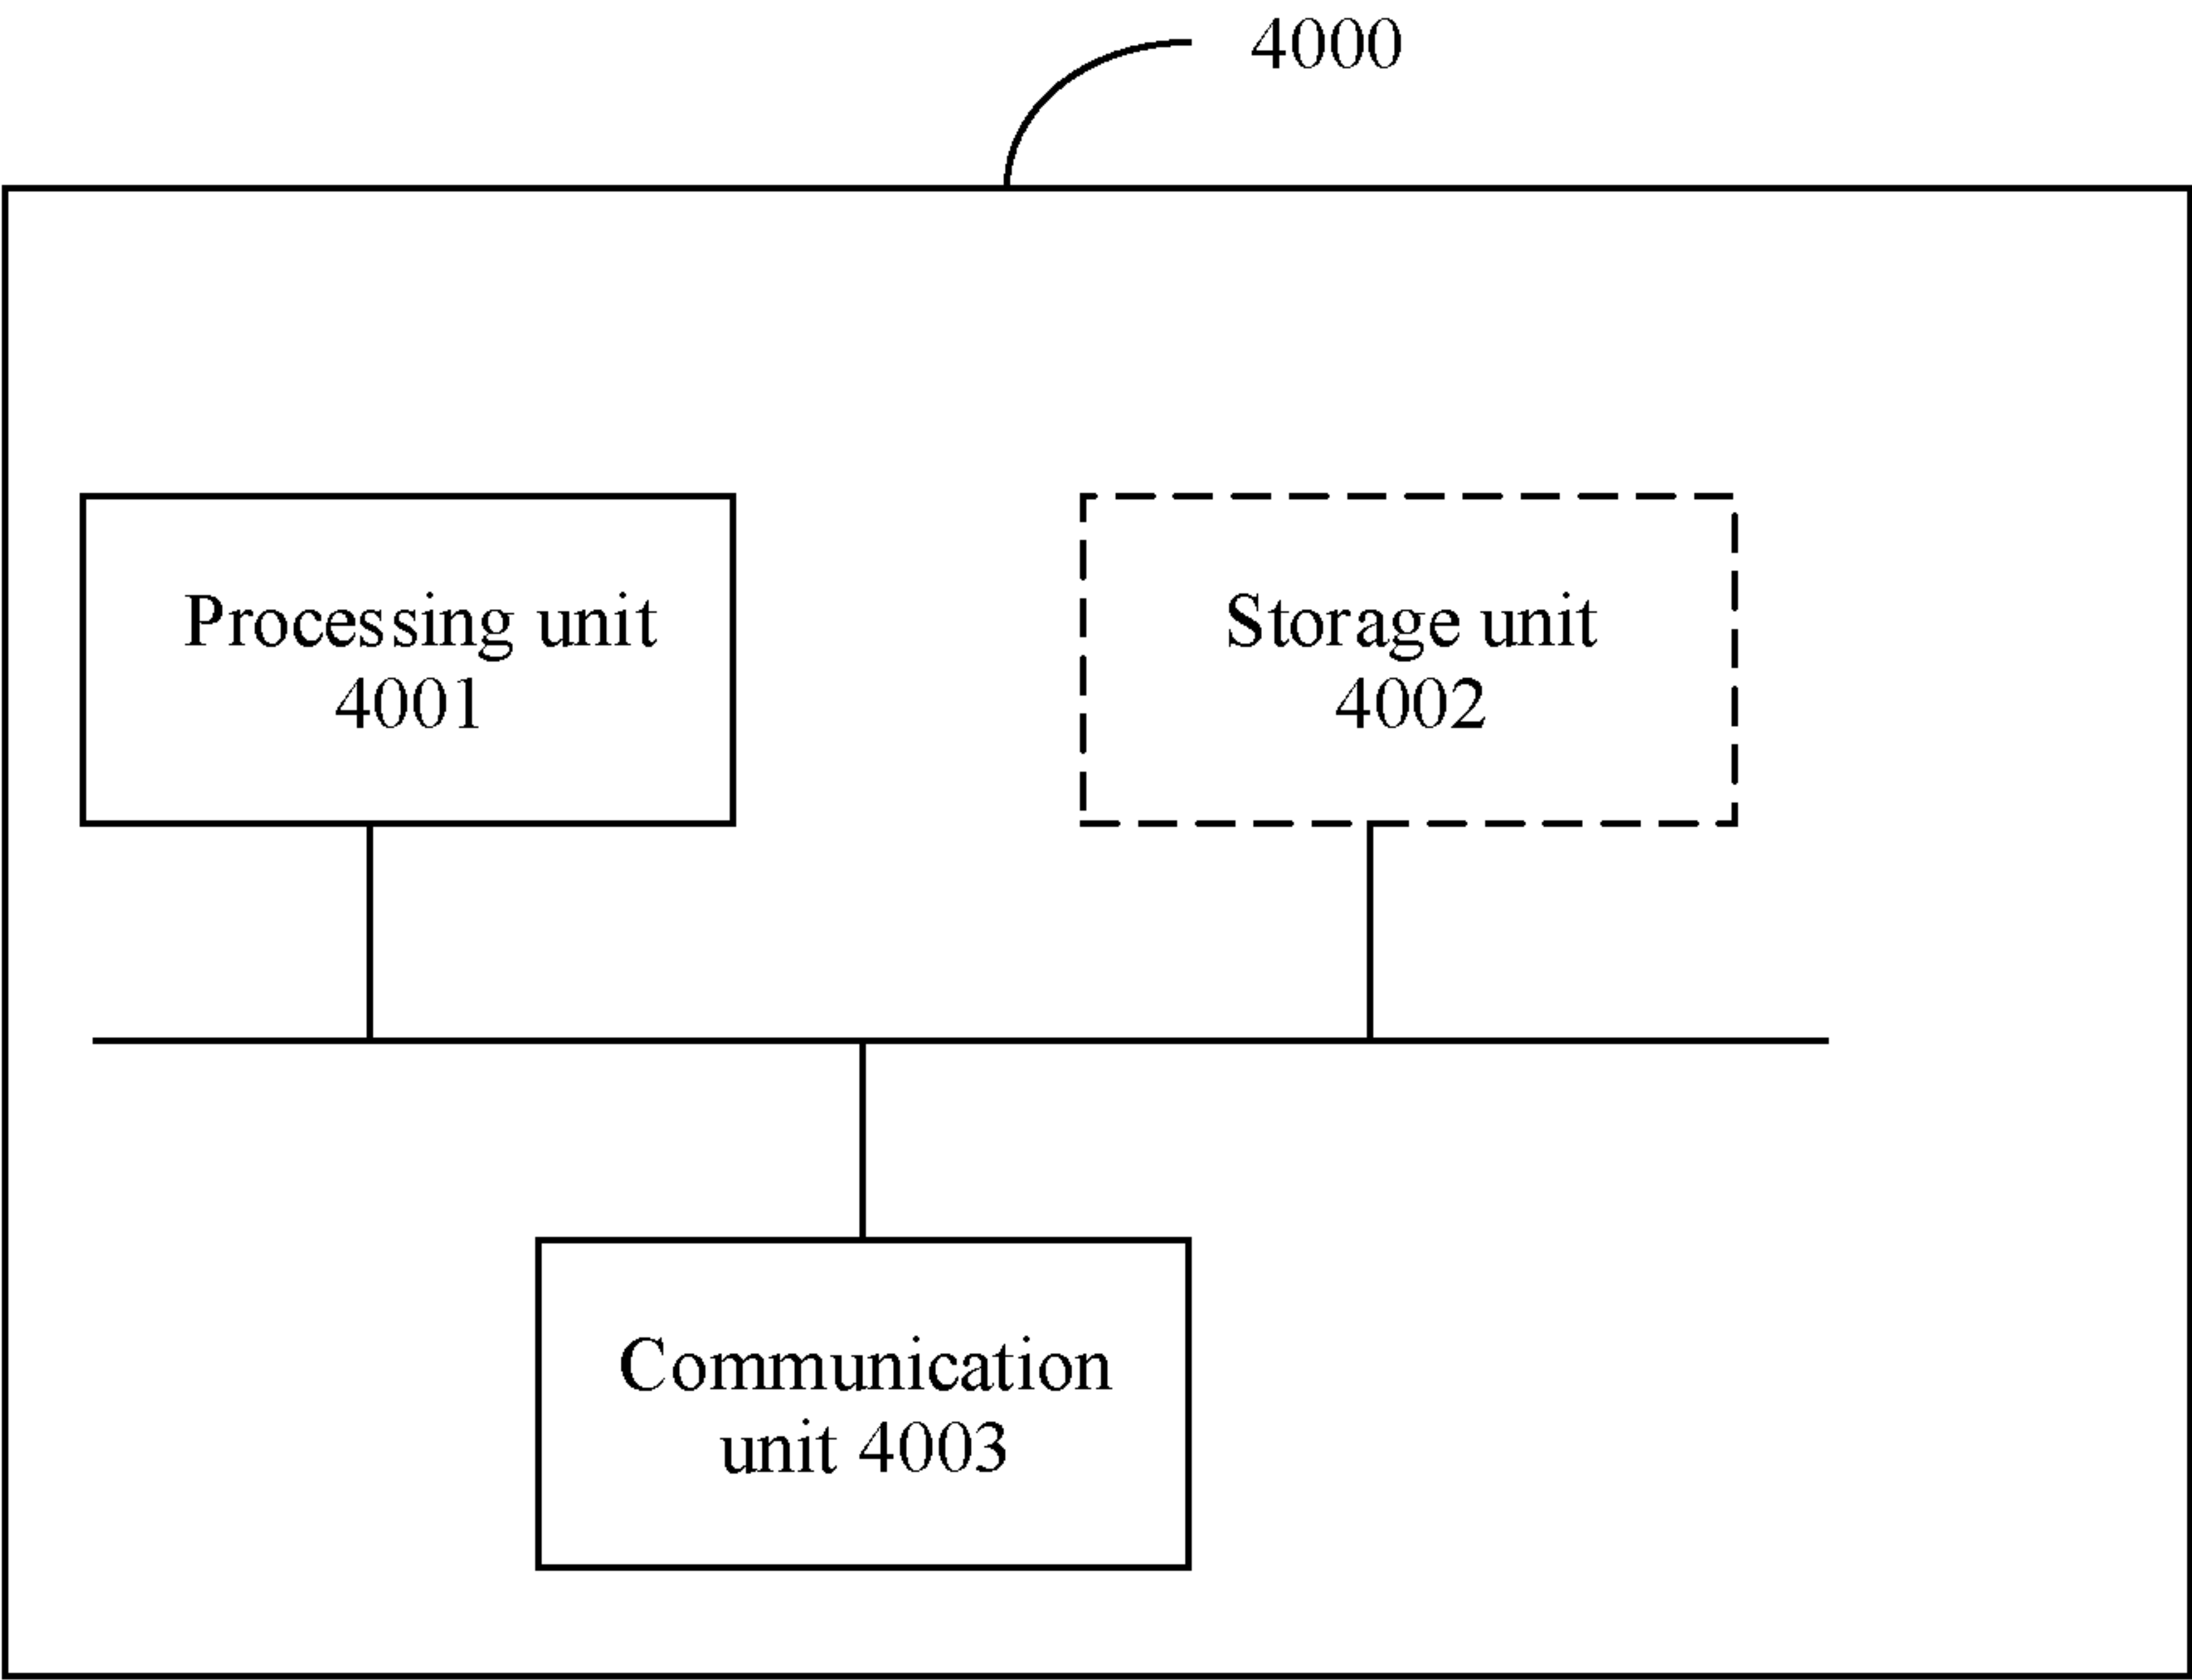 4000
Processing unit
4001
Storage unit
4002
Communication
unit 4003